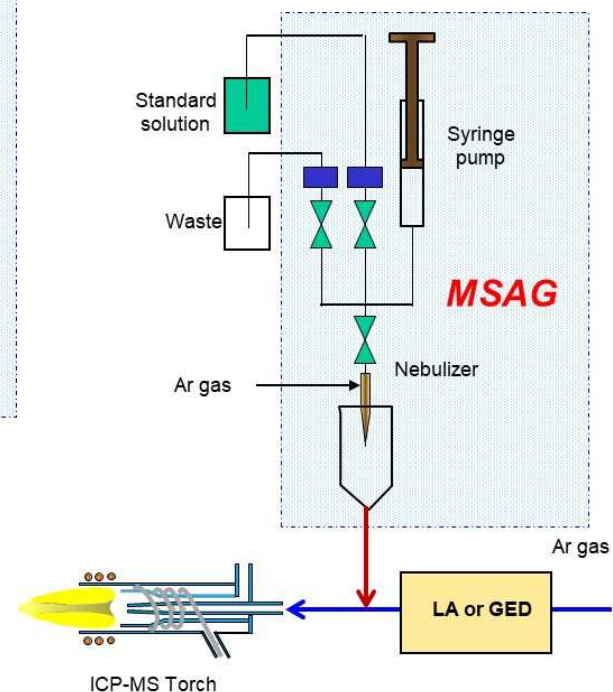 Standard
solution
Syringe
pump
Waste
MSAG
Nebulizer
Ar gas
Ar gas
LA or GED
ICP-MS Torch